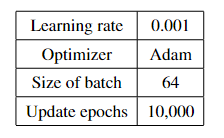 Learning rate 0.001
Optimizer Adam
Size of batch 64
Update epochs 10,000